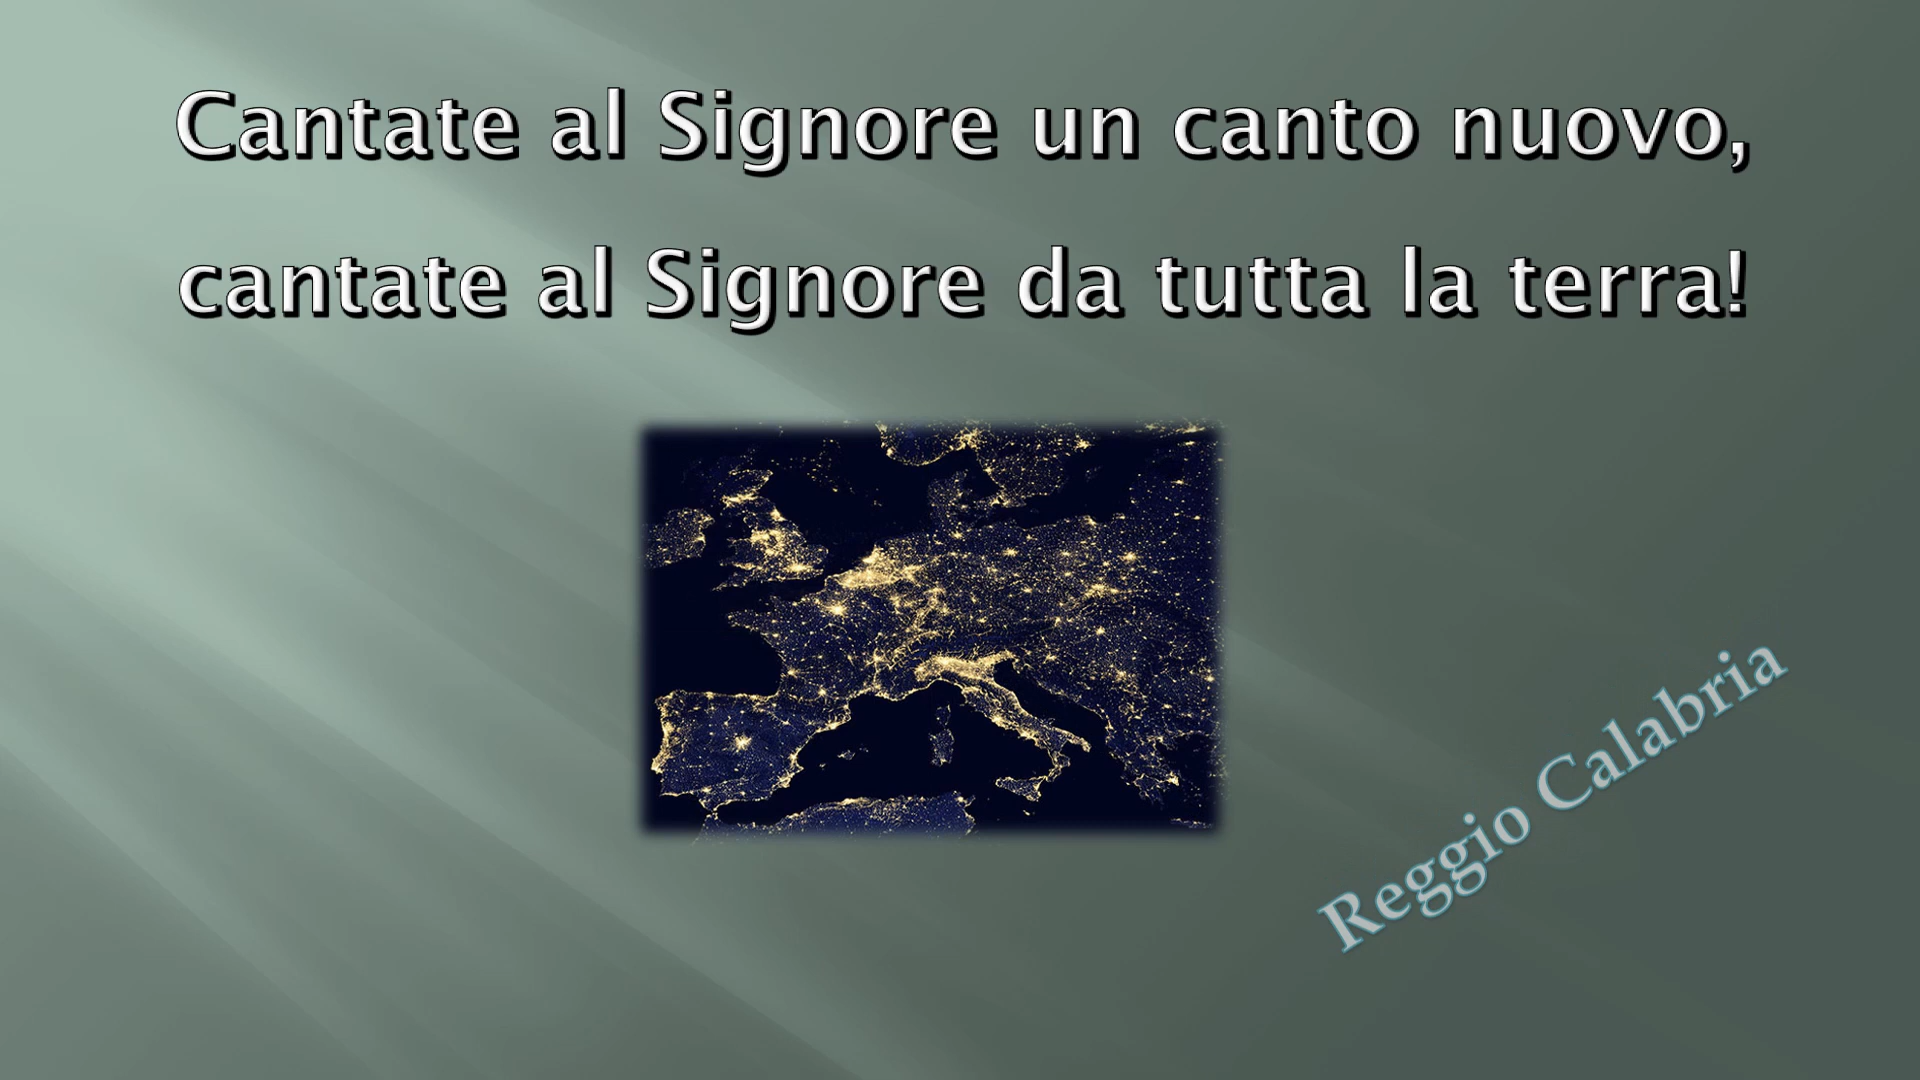 Cantate al Signore un canto nuovo,
cantate al Signore da tutta la terra!
Reggio Calabria